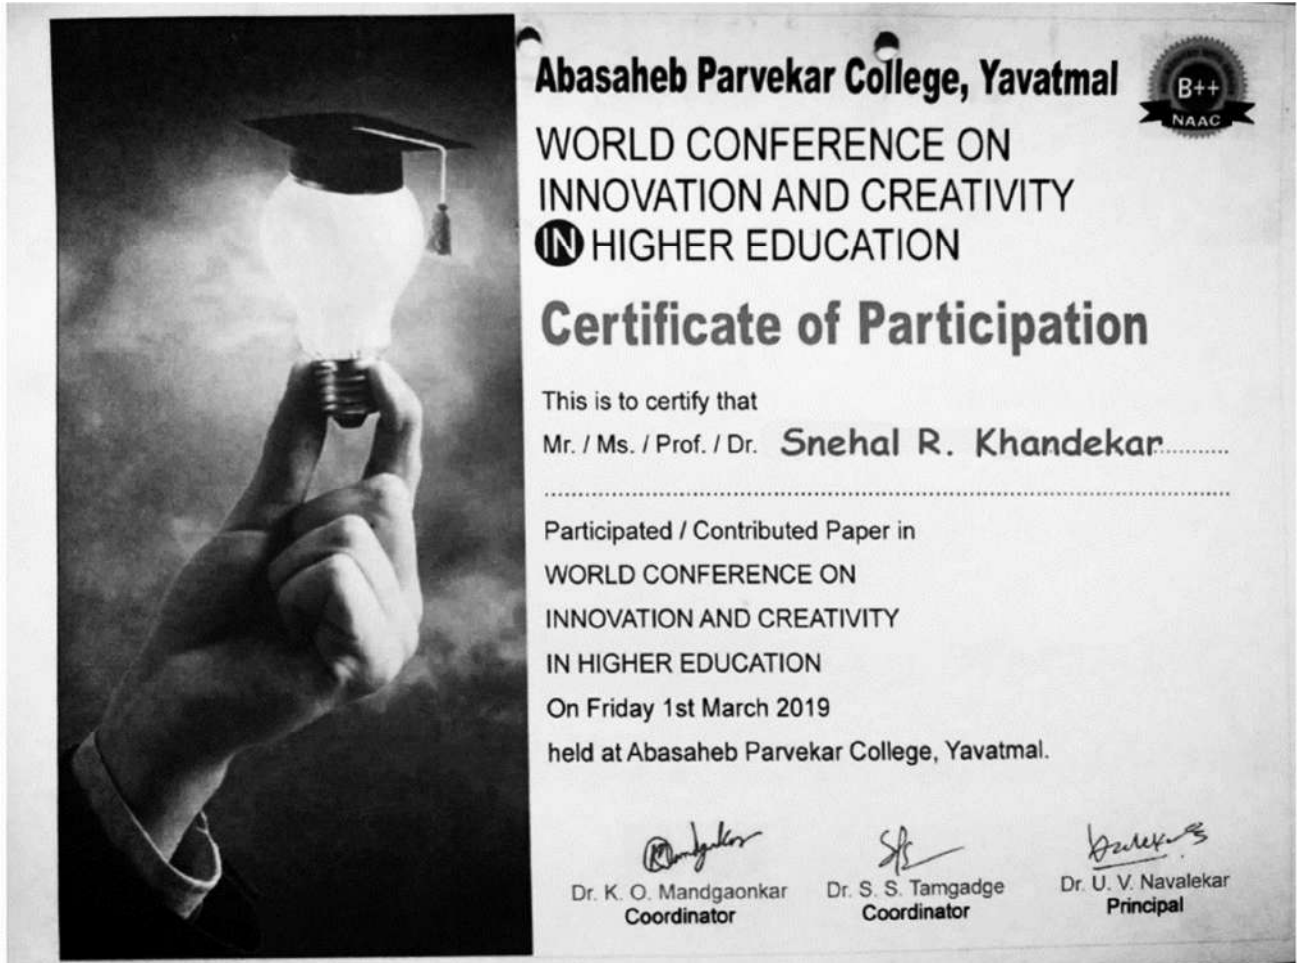 Abasaheb Parvekar College, Yavatmal
B++
NAAC
WORLD CONFERENCE ON
INNOVATION AND CREATIVITY
IN HIGHER EDUCATION
Certificate of Participation
This is to certify that
Mr. / Ms. / Prof. / Dr. Snehal R. Khandekar
Participated / Contributed Paper in
WORLD CONFERENCE ON
INNOVATION AND CREATIVITY
IN HIGHER EDUCATION
On Friday 1st March 2019
held at Abasaheb Parvekar College, Yavatmal.
Dr. K. O. Mandgaonkar
Coordinator
Dr. S. S. Tamgadge
Coordinator
Dr. U. V. Navalekar
Principal